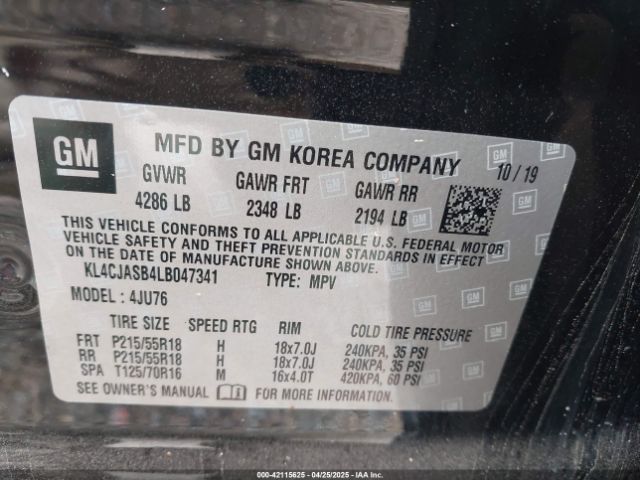 GM
MFD BY GM KOREA COMPANY 10/19
GVWR GAWR FRT GAWR RR
4286 LB 2348 LB 2194 LB
THIS VEHICLE CONFORMS TO ALL APPLICABLE U.S. FEDERAL MOTOR
VEHICLE SAFETY AND THEFT PREVENTION STANDARDS IN EFFECT
ON THE DATE OF MANUFACTURE SHOWN ABOVE.
KL4CJASB4LB047341 TYPE: MPV
MODEL: 4JU76
TIRE SIZE SPEED RTG RIM COLD TIRE PRESSURE
FRT P215/55R18 H 18x7.0J 240KPA, 35 PSI
RR P215/55R18 H 18x7.0J 240KPA, 35 PSI
SPA T125/70R16 M 16x4.0T 420KPA, 60 PSI
SEE OWNER'S MANUAL FOR MORE INFORMATION.
000-42115625 - 04/25/2025 - IAA Inc.